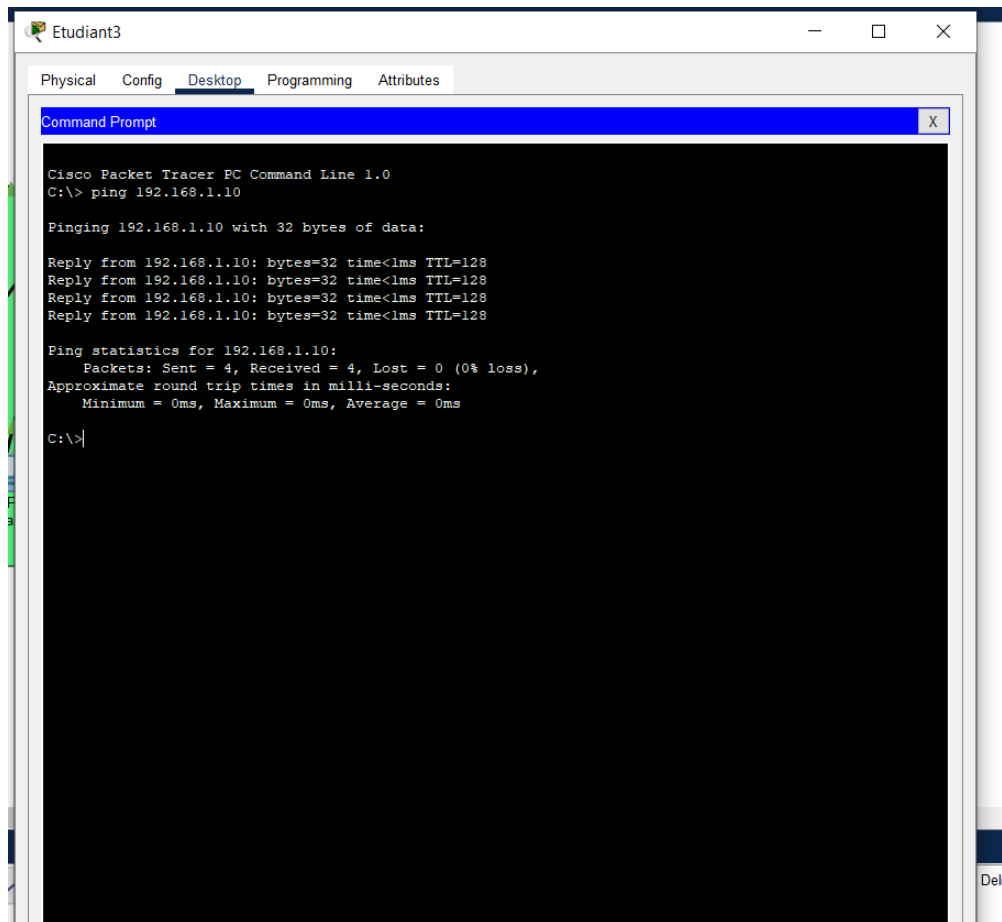 Etudiant3
Physical Config Desktop Programming Attributes
Command Prompt X
Cisco Packet Tracer PC Command Line 1.0
C:\> ping 192.168.1.10
Pinging 192.168.1.10 with 32 bytes of data:
Reply from 192.168.1.10: bytes=32 time<1ms TTL=128
Reply from 192.168.1.10: bytes=32 time<1ms TTL=128
Reply from 192.168.1.10: bytes=32 time<1ms TTL=128
Reply from 192.168.1.10: bytes=32 time<1ms TTL=128
Ping statistics for 192.168.1.10:
Packets: Sent = 4, Received = 4, Lost = 0 (0% loss),
Approximate round trip times in milli-seconds:
Minimum = 0ms, Maximum = 0ms, Average = 0ms
C:\>